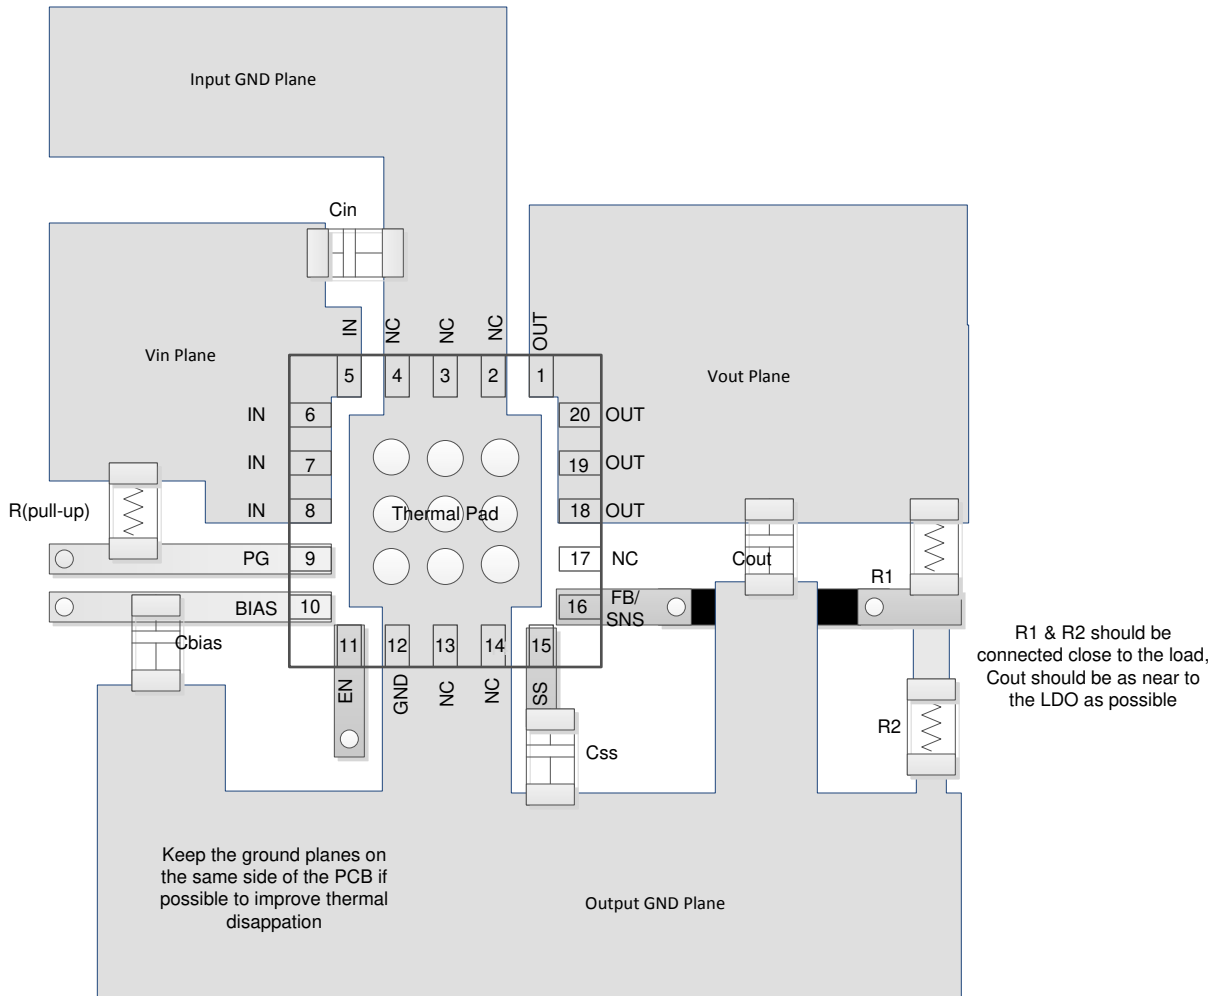 Input GND Plane
Cin
IN
NC
NC
NC
OUT
Vin Plane
Vout Plane
5
4
3
2
1
IN
6
20
OUT
IN
7
19
OUT
R(pull-up)
IN
8
Thermal Pad
18
OUT
PG
9
17
NC
Cout
R1
BIAS
10
16
FB/
SNS
Cbias
11
12
13
14
15
EN
GND
NC
NC
SS
R1 & R2 should be
connected close to the load,
Cout should be as near to
the LDO as possible
R2
Css
Keep the ground planes on
the same side of the PCB if
possible to improve thermal
disappation
Output GND Plane